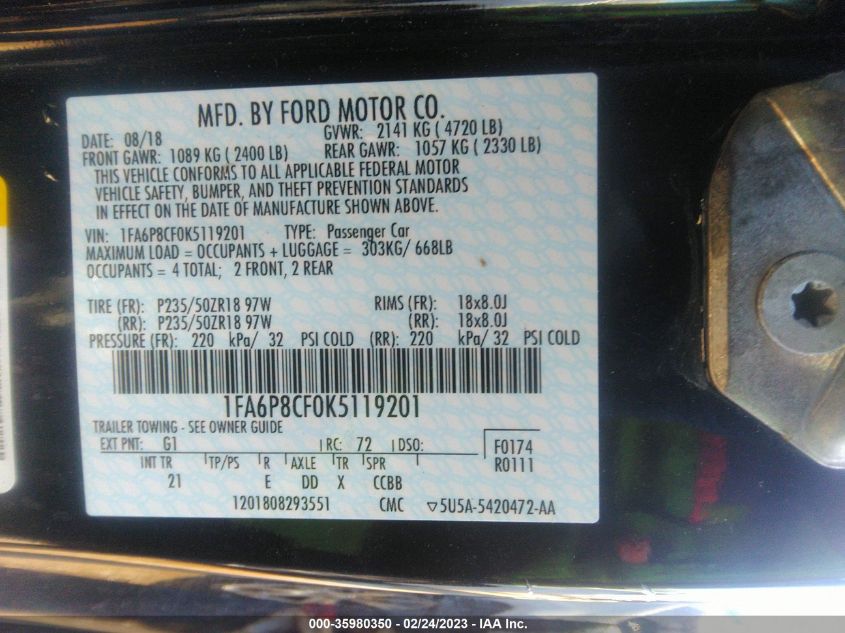 MFD. BY FORD MOTOR CO.
DATE: 08/18 GVWR: 2141 KG ( 4720 LB)
FRONT GAWR: 1089 KG ( 2400 LB) REAR GAWR: 1057 KG ( 2330 LB)
THIS VEHICLE CONFORMS TO ALL APPLICABLE FEDERAL MOTOR
VEHICLE SAFETY, BUMPER, AND THEFT PREVENTION STANDARDS
IN EFFECT ON THE DATE OF MANUFACTURE SHOWN ABOVE.
VIN: 1FA6P8CF0K5119201 TYPE: Passenger Car
MAXIMUM LOAD = OCCUPANTS + LUGGAGE = 303KG/ 668LB
OCCUPANTS = 4 TOTAL; 2 FRONT, 2 REAR
TIRE (FR): P235/50ZR18 97W RIMS (FR): 18x8.0J
(RR): P235/50ZR18 97W (RR): 18x8.0J
PRESSURE (FR): 220 kPa/ 32 PSI COLD (RR): 220 kPa/ 32 PSI COLD
1FA6P8CF0K5119201
TRAILER TOWING - SEE OWNER GUIDE
EXT PNT: G1 RC: 72 DSO: F0174
R0111
INT TR TP/PS R AXLE TR SPR
21 E DD X CCBB
1201808293551 CMC ▽5U5A-5420472-AA
000-35980350 - 02/24/2023 - IAA Inc.